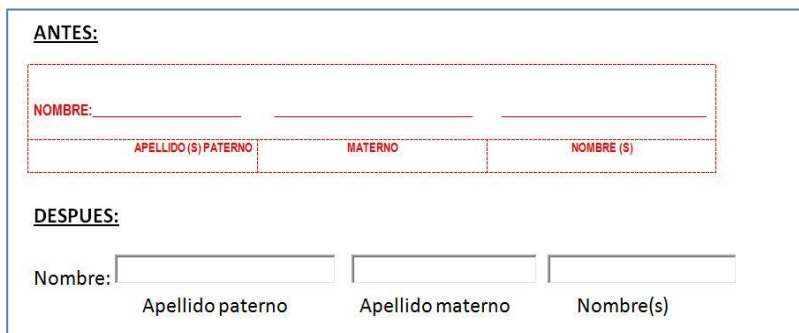 ANTES:
NOMBRE:
APELLIDO (S) PATERNO MATERNO NOMBRE (S)
DESPUES:
Nombre:
Apellido paterno Apellido materno Nombre(s)